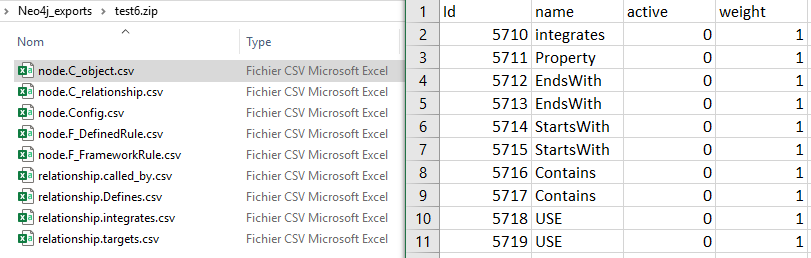 Neo4j_exports > test6.zip
Nom Type
node.C_object.csv Fichier CSV Microsoft Excel
node.C_relationship.csv Fichier CSV Microsoft Excel
node.Config.csv Fichier CSV Microsoft Excel
node.F_DefinedRule.csv Fichier CSV Microsoft Excel
node.F_FrameworkRule.csv Fichier CSV Microsoft Excel
relationship.called_by.csv Fichier CSV Microsoft Excel
relationship.Defines.csv Fichier CSV Microsoft Excel
relationship.integrates.csv Fichier CSV Microsoft Excel
relationship.targets.csv Fichier CSV Microsoft Excel
1 Id name active weight
2 5710 integrates 0 1
3 5711 Property 0 1
4 5712 EndsWith 0 1
5 5713 EndsWith 0 1
6 5714 StartsWith 0 1
7 5715 StartsWith 0 1
8 5716 Contains 0 1
9 5717 Contains 0 1
10 5718 USE 0 1
11 5719 USE 0 1